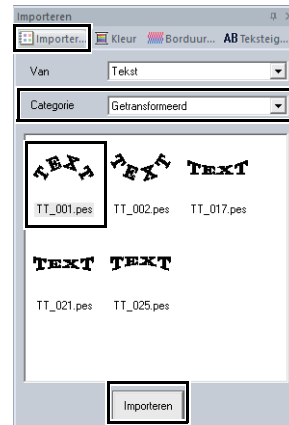 Importeren
Importer... Kleur Borduur... AB Teksteig...
Van Tekst
Categorie Getransformeerd
TEXT TEXT TEXT
TT_001.pes TT_002.pes TT_017.pes
TEXT TEXT
TT_021.pes TT_025.pes
Importeren